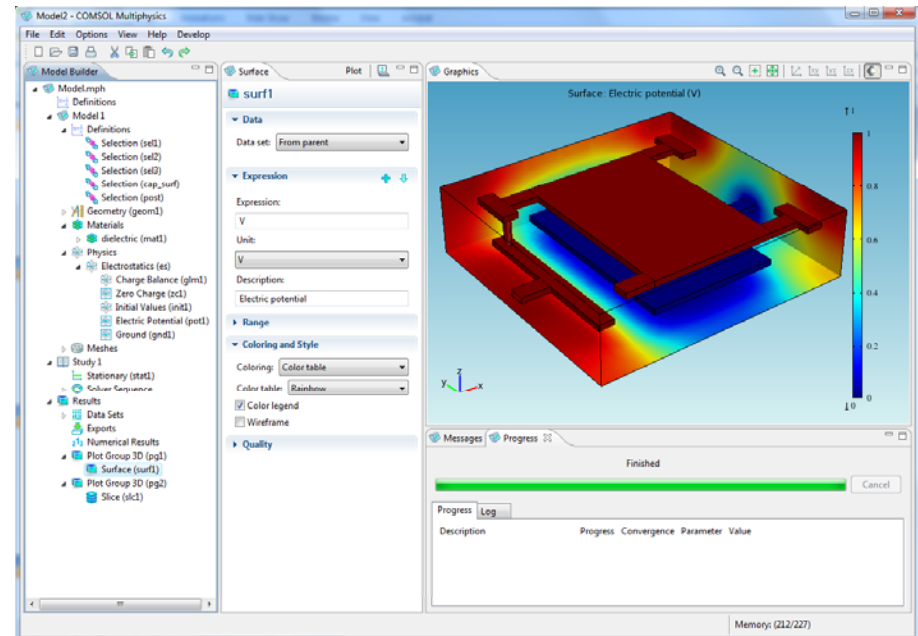 Model2 - COMSOL Multiphysics
File Edit Options View Help Develop
Model Builder
Model.mph
Definitions
Model 1
Definitions
Selection (sel1)
Selection (sel2)
Selection (sel3)
Selection (cap_surf)
Selection (post)
Geometry (geom1)
Materials
dielectric (mat1)
Physics
Electrostatics (es)
Charge Balance (glm1)
Zero Charge (zc1)
Initial Values (init1)
Electric Potential (pot1)
Ground (gnd1)
Meshes
Study 1
Stationary (stat1)
Solver Sequence
Results
Data Sets
Exports
Numerical Results
Plot Group 3D (pg1)
Surface (surf1)
Plot Group 3D (pg2)
Slice (slc1)
Surface Plot
surf1
Data
Data set: From parent
Expression
Expression:
V
Unit:
V
Description:
Electric potential
Range
Coloring and Style
Coloring: Color table
Color table: Rainbow
Color legend
Wireframe
Quality
Graphics
Surface: Electric potential (V)
1
1
0.8
0.6
0.4
0.2
0
0
z
y x
Messages Progress
Finished
Cancel
Progress Log
Description Progress Convergence Parameter Value
Memory: (212/227)